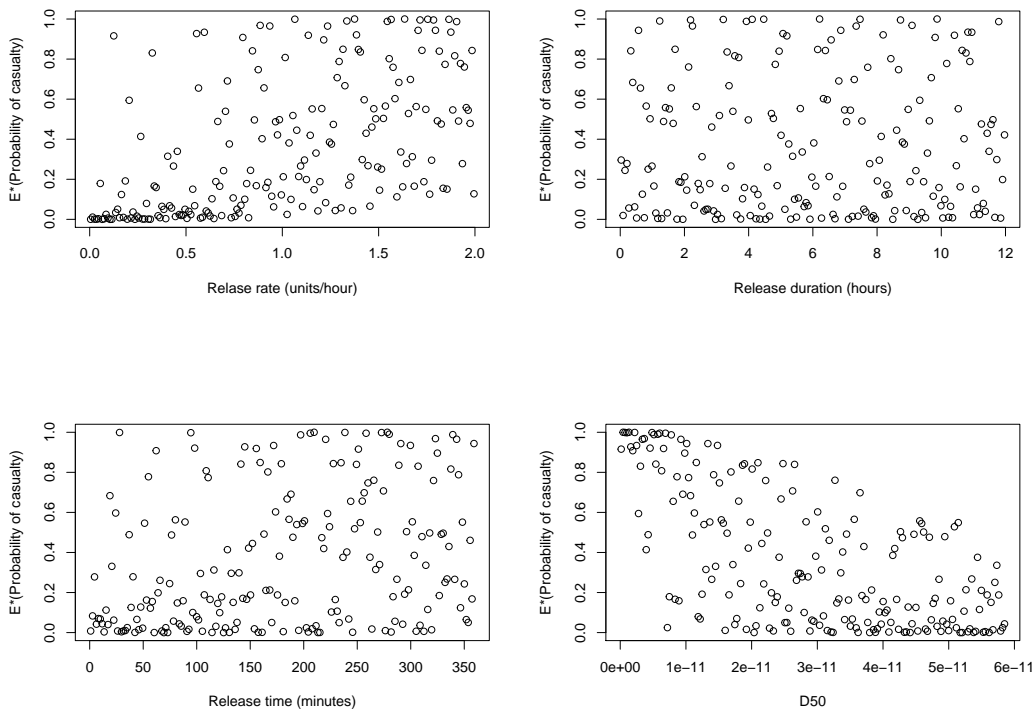 E*(Probability of casualty)
1.0
0.8
0.6
0.4
0.2
0.0
0.0 0.5 1.0 1.5 2.0
Relase rate (units/hour)
E*(Probability of casualty)
1.0
0.8
0.6
0.4
0.2
0.0
0 2 4 6 8 10 12
Release duration (hours)
E*(Probability of casualty)
1.0
0.8
0.6
0.4
0.2
0.0
0 50 100 150 200 250 300 350
Release time (minutes)
E*(Probability of casualty)
1.0
0.8
0.6
0.4
0.2
0.0
0e+00 1e−11 2e−11 3e−11 4e−11 5e−11 6e−11
D50